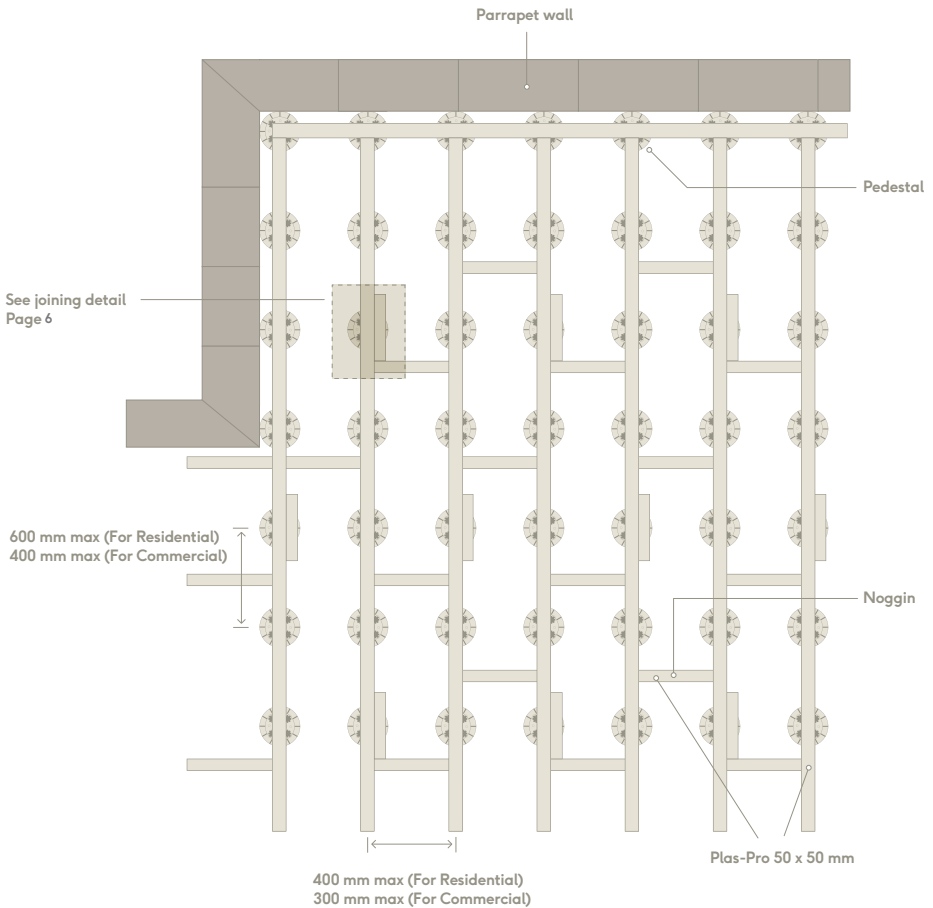 Parrapet wall
Pedestal
See joining detail
Page 6
600 mm max (For Residential)
400 mm max (For Commercial)
Noggin
Plas-Pro 50 x 50 mm
400 mm max (For Residential)
300 mm max (For Commercial)